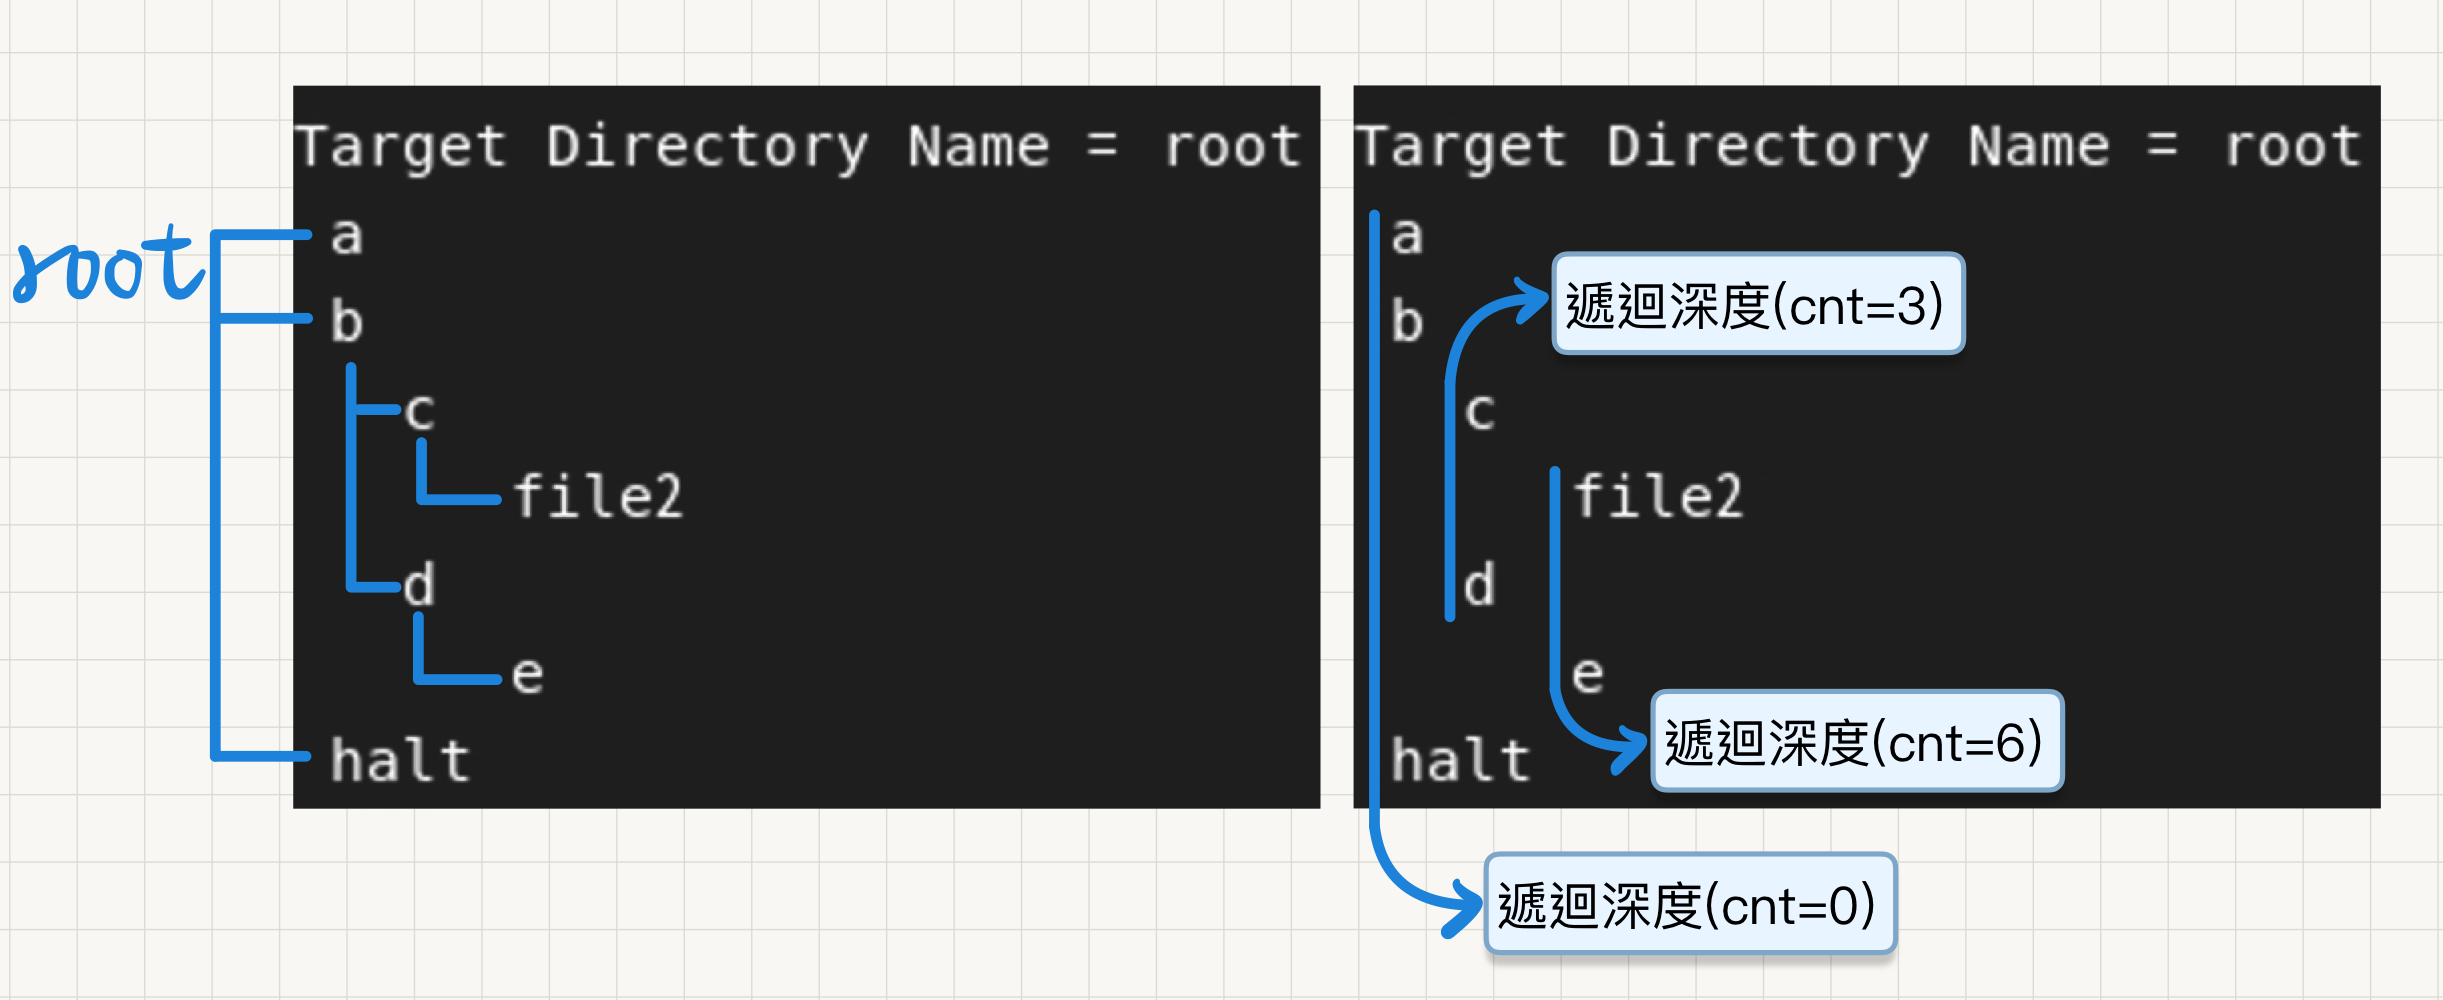 Target Directory Name = root
root
a
b
c
file2
d
e
halt
Target Directory Name = root
a
b
遞迴深度(cnt=3)
c
file2
d
e
遞迴深度(cnt=6)
halt
遞迴深度(cnt=0)